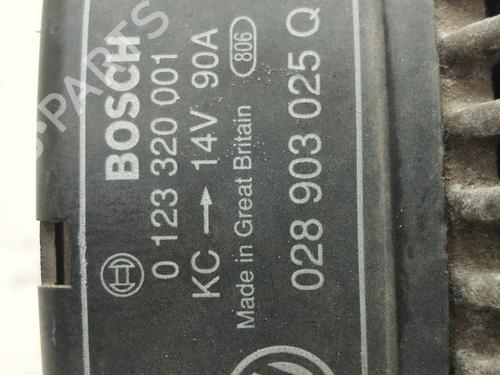 BOSCH
0 123 320 001
KC → 14V 90A
Made in Great Britain 806
028 903 025 Q